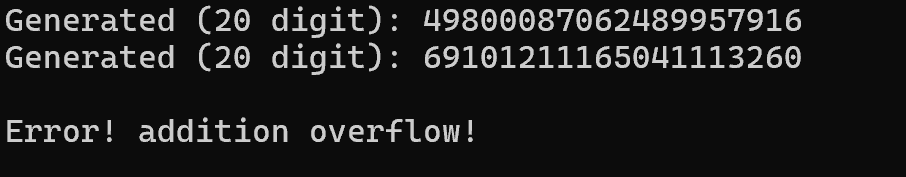 Generated (20 digit): 49800087062489957916
Generated (20 digit): 69101211165041113260
Error! addition overflow!